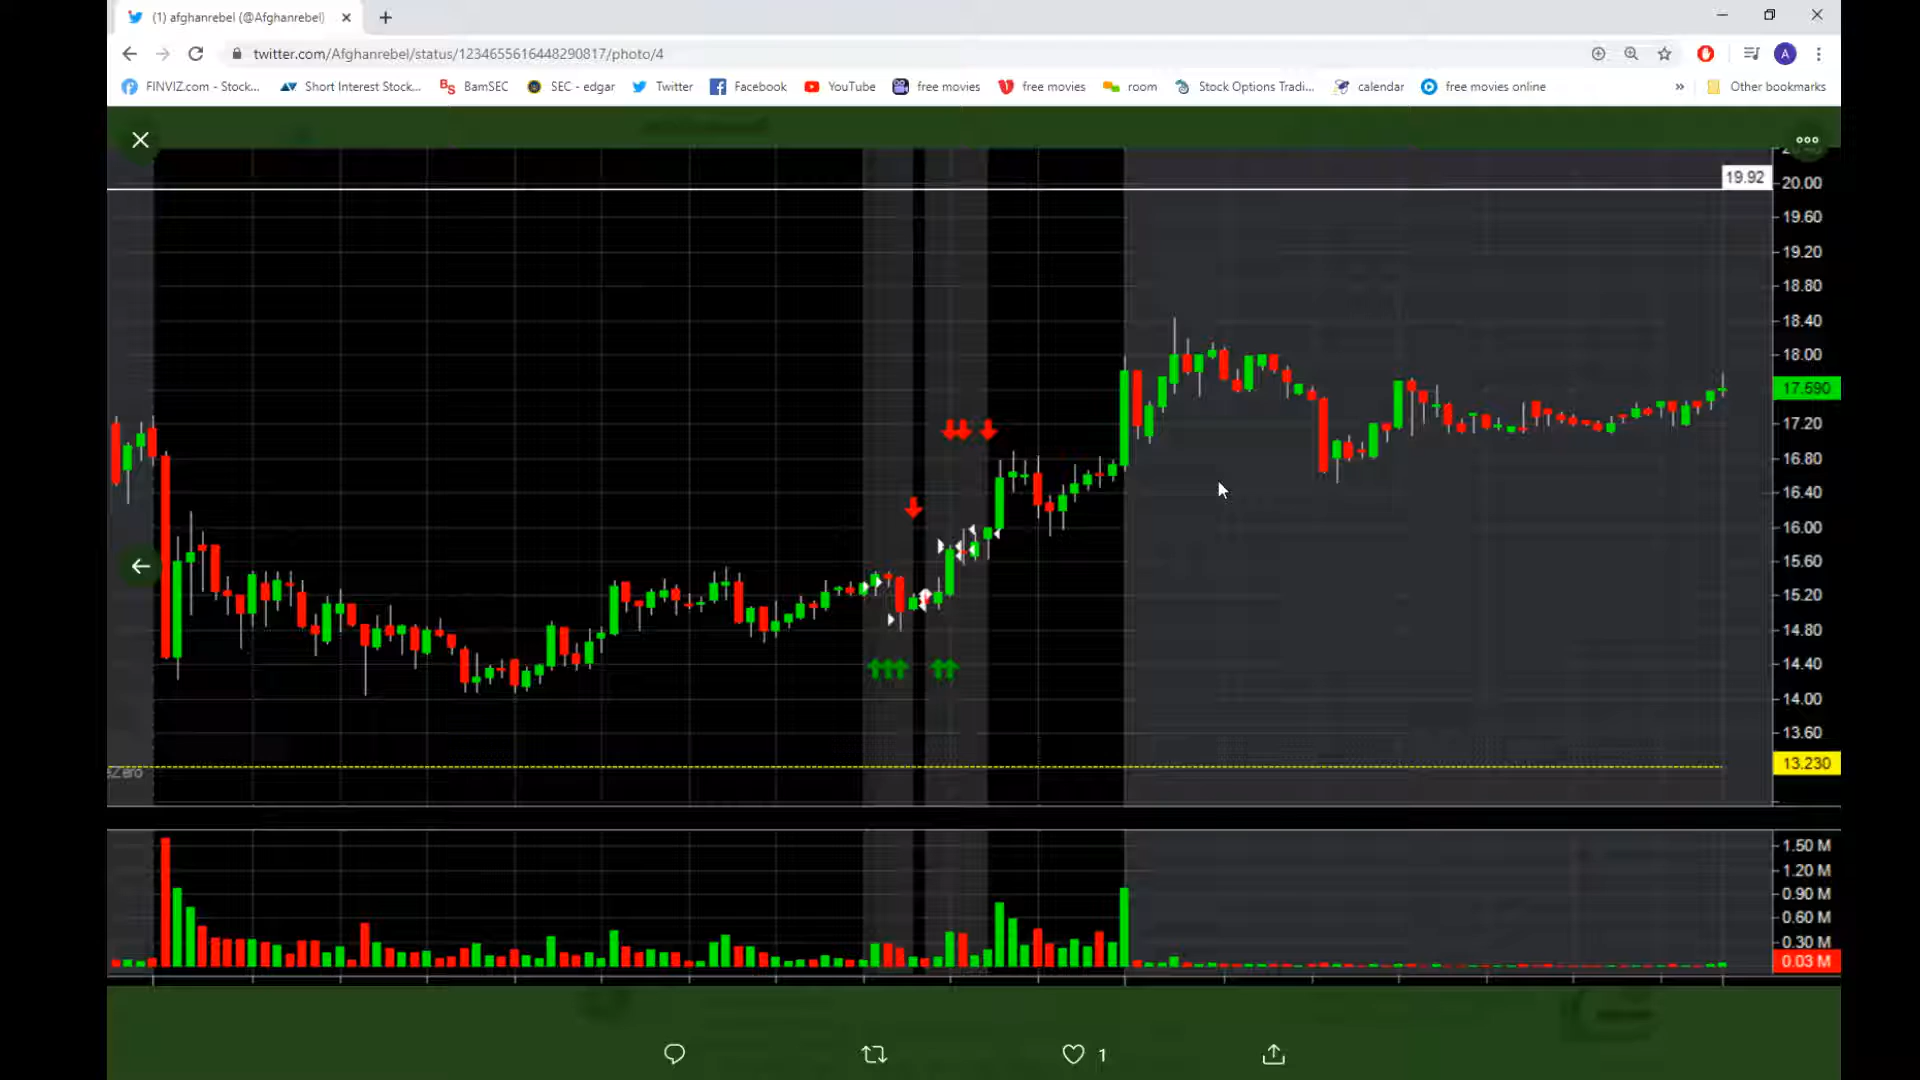 (1) afghanrebel (@Afghanrebel)
twitter.com/Afghanrebel/status/1234655616448290817/photo/4
A
FINVIZ.com - Stock... Short Interest Stock... BamSEC SEC - edgar Twitter Facebook YouTube free movies free movies room Stock Options Tradi... calendar free movies online » Other bookmarks
19.92
20.00
19.60
19.20
18.80
18.40
18.00
17.590
17.20
16.80
16.40
16.00
15.60
15.20
14.80
14.40
14.00
13.60
13.230
1.50 M
1.20 M
0.90 M
0.60 M
0.30 M
0.03 M
1